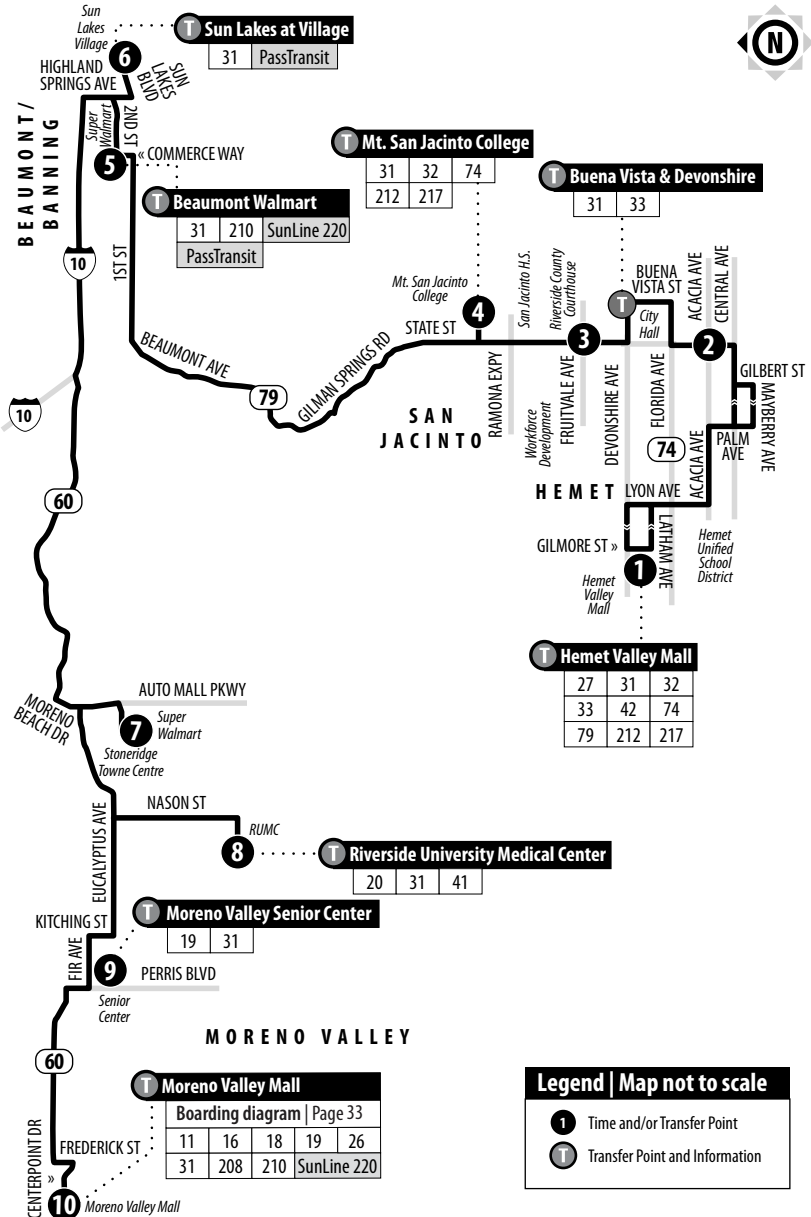 Sun
Lakes
Village
T Sun Lakes at Village
31 PassTransit
N
6
HIGHLAND
SPRINGS AVE
SUN
LAKES
BLVD
BEAUMONT/
BANNING
Super
Walmart
2ND ST
5
« COMMERCE WAY
T Beaumont Walmart
31 210 SunLine 220
PassTransit
T Mt. San Jacinto College
31 32 74
212 217
T Buena Vista & Devonshire
31 33
10
1ST ST
Mt. San Jacinto
College
4
San Jacinto H.S.
Riverside County
Courthouse
T
BUENA
VISTA ST
City
Hall
ACACIA AVE
CENTRAL AVE
STATE ST
3
2
BEAUMONT AVE
79
GILMAN SPRINGS RD
RAMONA EXPY
Workforce
Development
FRUITVALE AVE
DEVONSHIRE AVE
FLORIDA AVE
GILBERT ST
MAYBERRY AVE
10
SAN
JACINTO
74
ACACIA AVE
PALM
AVE
60
HEMET
LYON AVE
GILMORE ST »
LATHAM AVE
1
Hemet
Valley
Mall
Hemet
Unified
School
District
T Hemet Valley Mall
27 31 32
33 42 74
79 212 217
AUTO MALL PKWY
MORENO
BEACH DR
7
Super
Walmart
Stoneridge
Towne Centre
NASON ST
EUCALYPTUS AVE
RUMC
8
T Riverside University Medical Center
20 31 41
KITCHING ST
T Moreno Valley Senior Center
19 31
FIR AVE
9
PERRIS BLVD
Senior
Center
MORENO VALLEY
60
T Moreno Valley Mall
Boarding diagram | Page 33
11 16 18 19 26
31 208 210 SunLine 220
CENTERPOINT DR
»
FREDERICK ST
10
Moreno Valley Mall
Legend | Map not to scale
1 Time and/or Transfer Point
T Transfer Point and Information